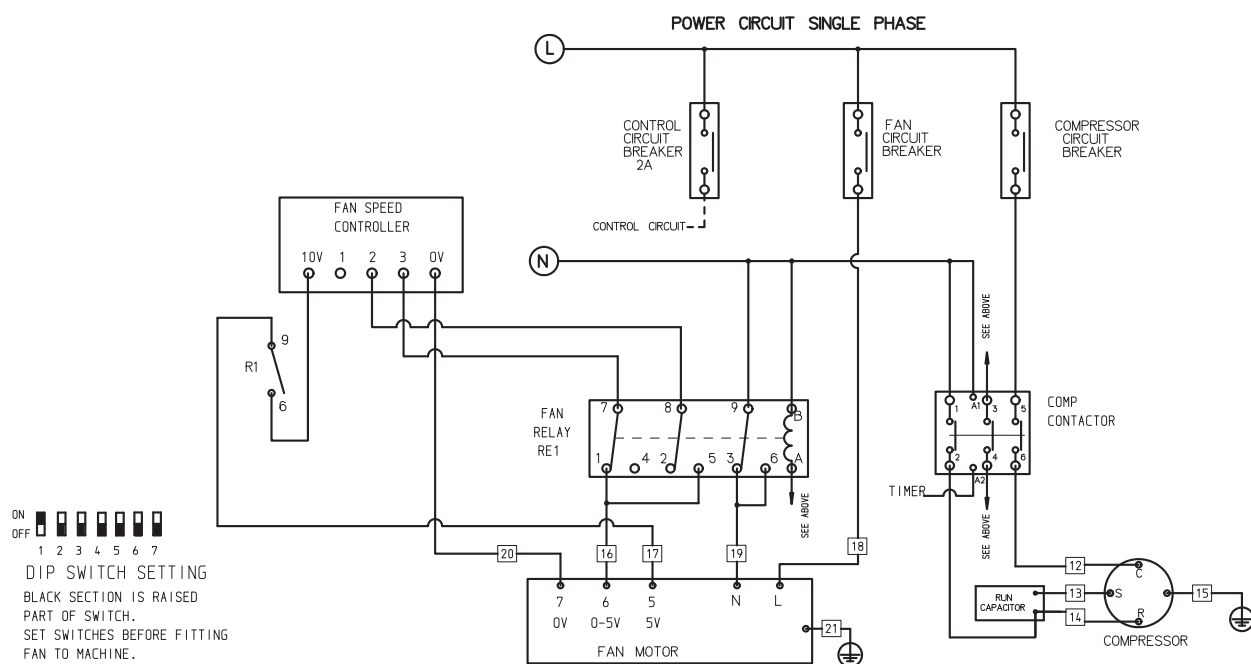 POWER CIRCUIT SINGLE PHASE
L
CONTROL
CIRCUIT
BREAKER
2A
FAN
CIRCUIT
BREAKER
COMPRESSOR
CIRCUIT
BREAKER
CONTROL CIRCUIT
FAN SPEED
CONTROLLER
10V 1 2 3 0V
N
SEE ABOVE
9
R1
6
FAN
RELAY
RE1
7 8 9 B
1 4 2 5 3 6 A
SEE ABOVE
1 A1 3 5
2 A2 4 6
COMP
CONTACTOR
TIMER
SEE ABOVE
ON
OFF
1 2 3 4 5 6 7
DIP SWITCH SETTING
BLACK SECTION IS RAISED
PART OF SWITCH.
SET SWITCHES BEFORE FITTING
FAN TO MACHINE.
20 16 17 19 18
7 6 5 N L
0V 0-5V 5V
FAN MOTOR
21
RUN
CAPACITOR
12
13
14
C
S
R
15
COMPRESSOR